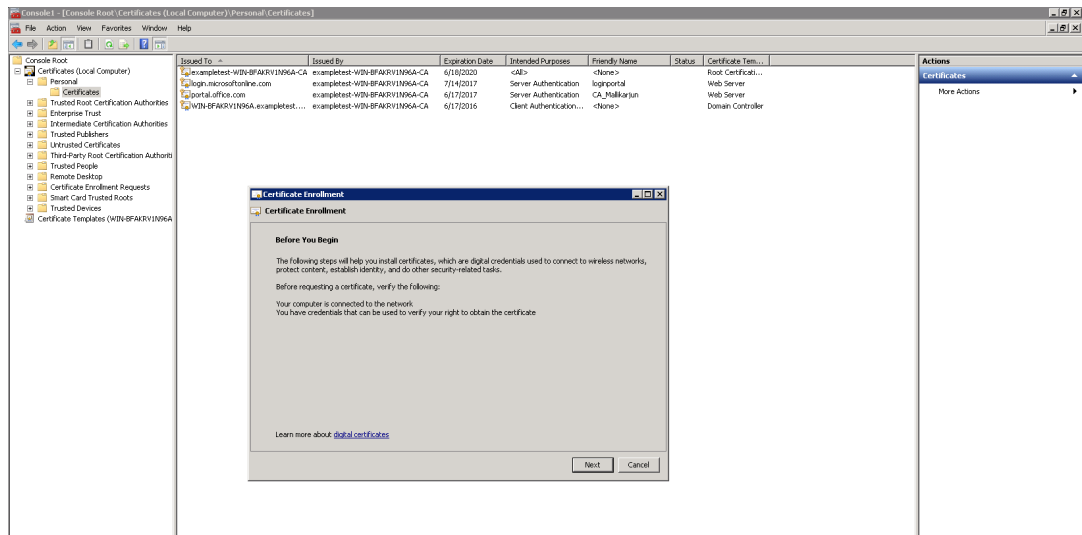 Console1 - [Console Root\Certificates (Local Computer)\Personal\Certificates]
File Action View Favorites Window Help
Console Root
Certificates (Local Computer)
Personal
Certificates
Trusted Root Certification Authorities
Enterprise Trust
Intermediate Certification Authorities
Trusted Publishers
Untrusted Certificates
Third-Party Root Certification Authoriti
Trusted People
Remote Desktop
Certificate Enrollment Requests
Smart Card Trusted Roots
Trusted Devices
Certificate Templates (WIN-BFAKRV1N96A
Issued To Issued By Expiration Date Intended Purposes Friendly Name Status Certificate Tem...
exampletest-WIN-BFAKRV1N96A-CA exampletest-WIN-BFAKRV1N96A-CA 6/18/2020 <All> <None> Root Certificati...
login.microsoftonline.com exampletest-WIN-BFAKRV1N96A-CA 7/14/2017 Server Authentication loginportal Web Server
portal.office.com exampletest-WIN-BFAKRV1N96A-CA 6/17/2017 Server Authentication CA_Mallikarjun Web Server
WIN-BFAKRV1N96A.exampletest.... exampletest-WIN-BFAKRV1N96A-CA 6/17/2016 Client Authentication... <None> Domain Controller
Actions
Certificates
More Actions
Certificate Enrollment
Certificate Enrollment
Before You Begin
The following steps will help you install certificates, which are digital credentials used to connect to wireless networks,
protect content, establish identity, and do other security-related tasks.
Before requesting a certificate, verify the following:
Your computer is connected to the network
You have credentials that can be used to verify your right to obtain the certificate
Learn more about digital certificates
Next Cancel